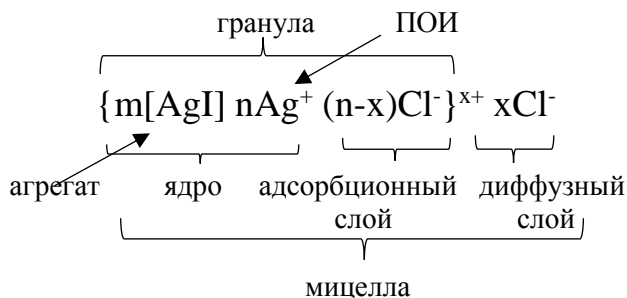 гранула ПОИ
{m[AgI] nAg⁺ (n-x)Cl⁻}ˣ⁺ xCl⁻
агрегат ядро адсорбционный диффузный
слой слой
мицелла